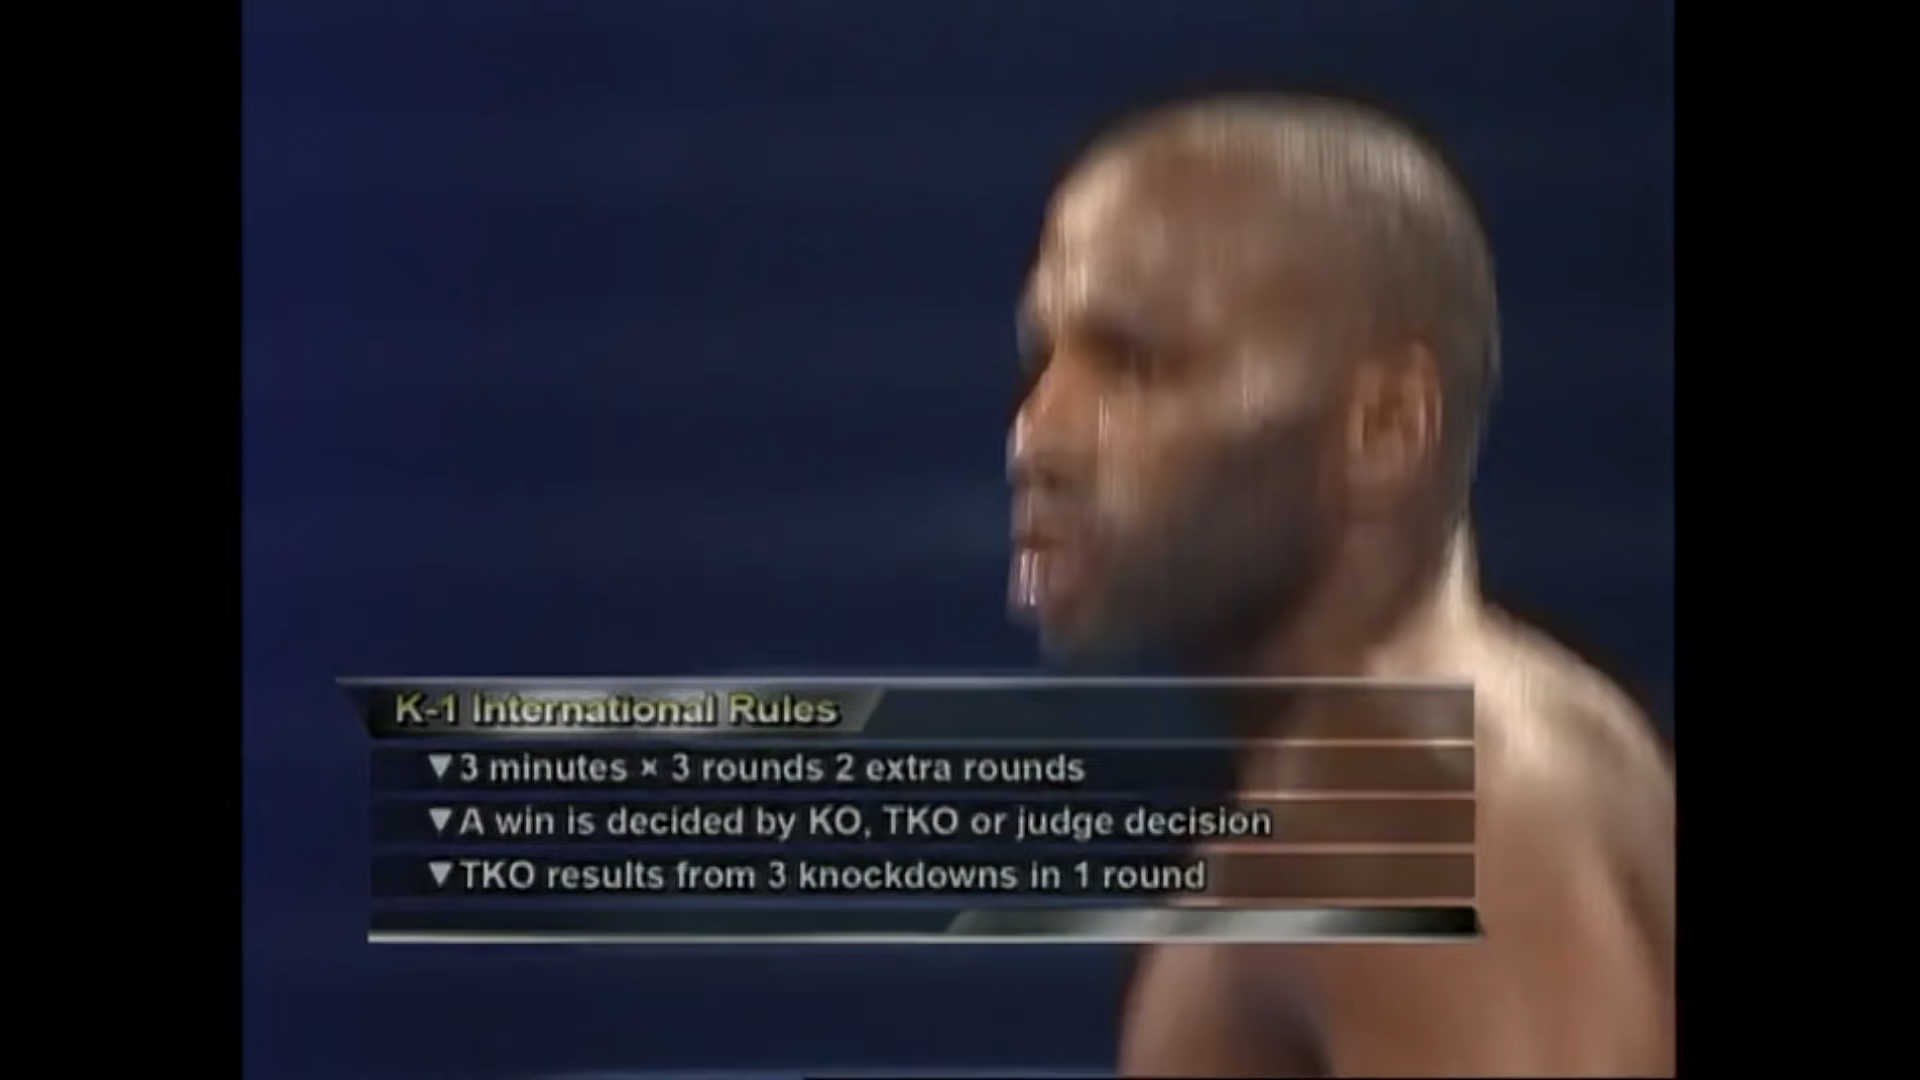 K-1 International Rules
▼3 minutes × 3 rounds 2 extra rounds
▼A win is decided by KO, TKO or judge decision
▼TKO results from 3 knockdowns in 1 round